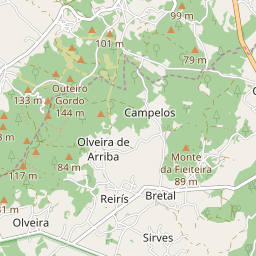 99 m
101 m
79 m
Outeiro
Gordo
144 m
133 m
Campelos
Olveira de
Arriba
Monte
da Fieiteira
89 m
84 m
117 m
Reirís
Bretal
Olveira
Sirves